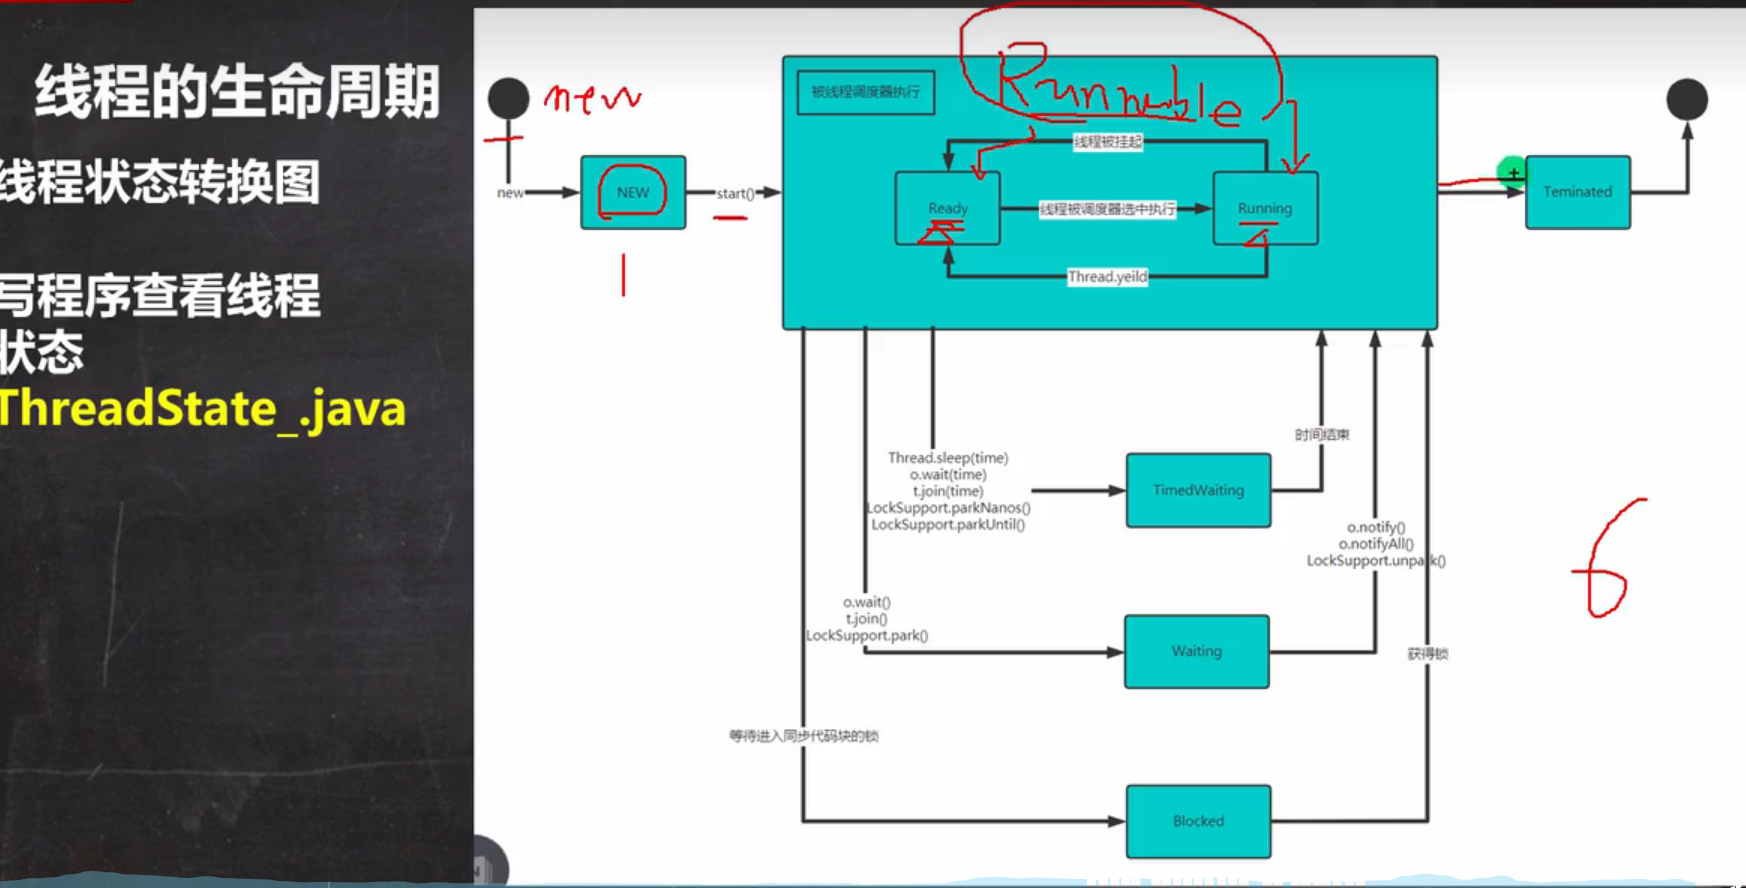 线程的生命周期
线程状态转换图
写程序查看线程
状态
ThreadState_.java
new
new
NEW
start()
被线程调度器执行
Runnable
线程被挂起
Ready
线程被调度器选中执行
Running
Thread.yeild
Teminated
Thread.sleep(time)
o.wait(time)
t.join(time)
LockSupport.parkNanos()
LockSupport.parkUntil()
TimedWaiting
时间结束
o.wait()
t.join()
LockSupport.park()
Waiting
o.notify()
o.notifyAll()
LockSupport.unpark()
等待进入同步代码块的锁
Blocked
获得锁
1
6